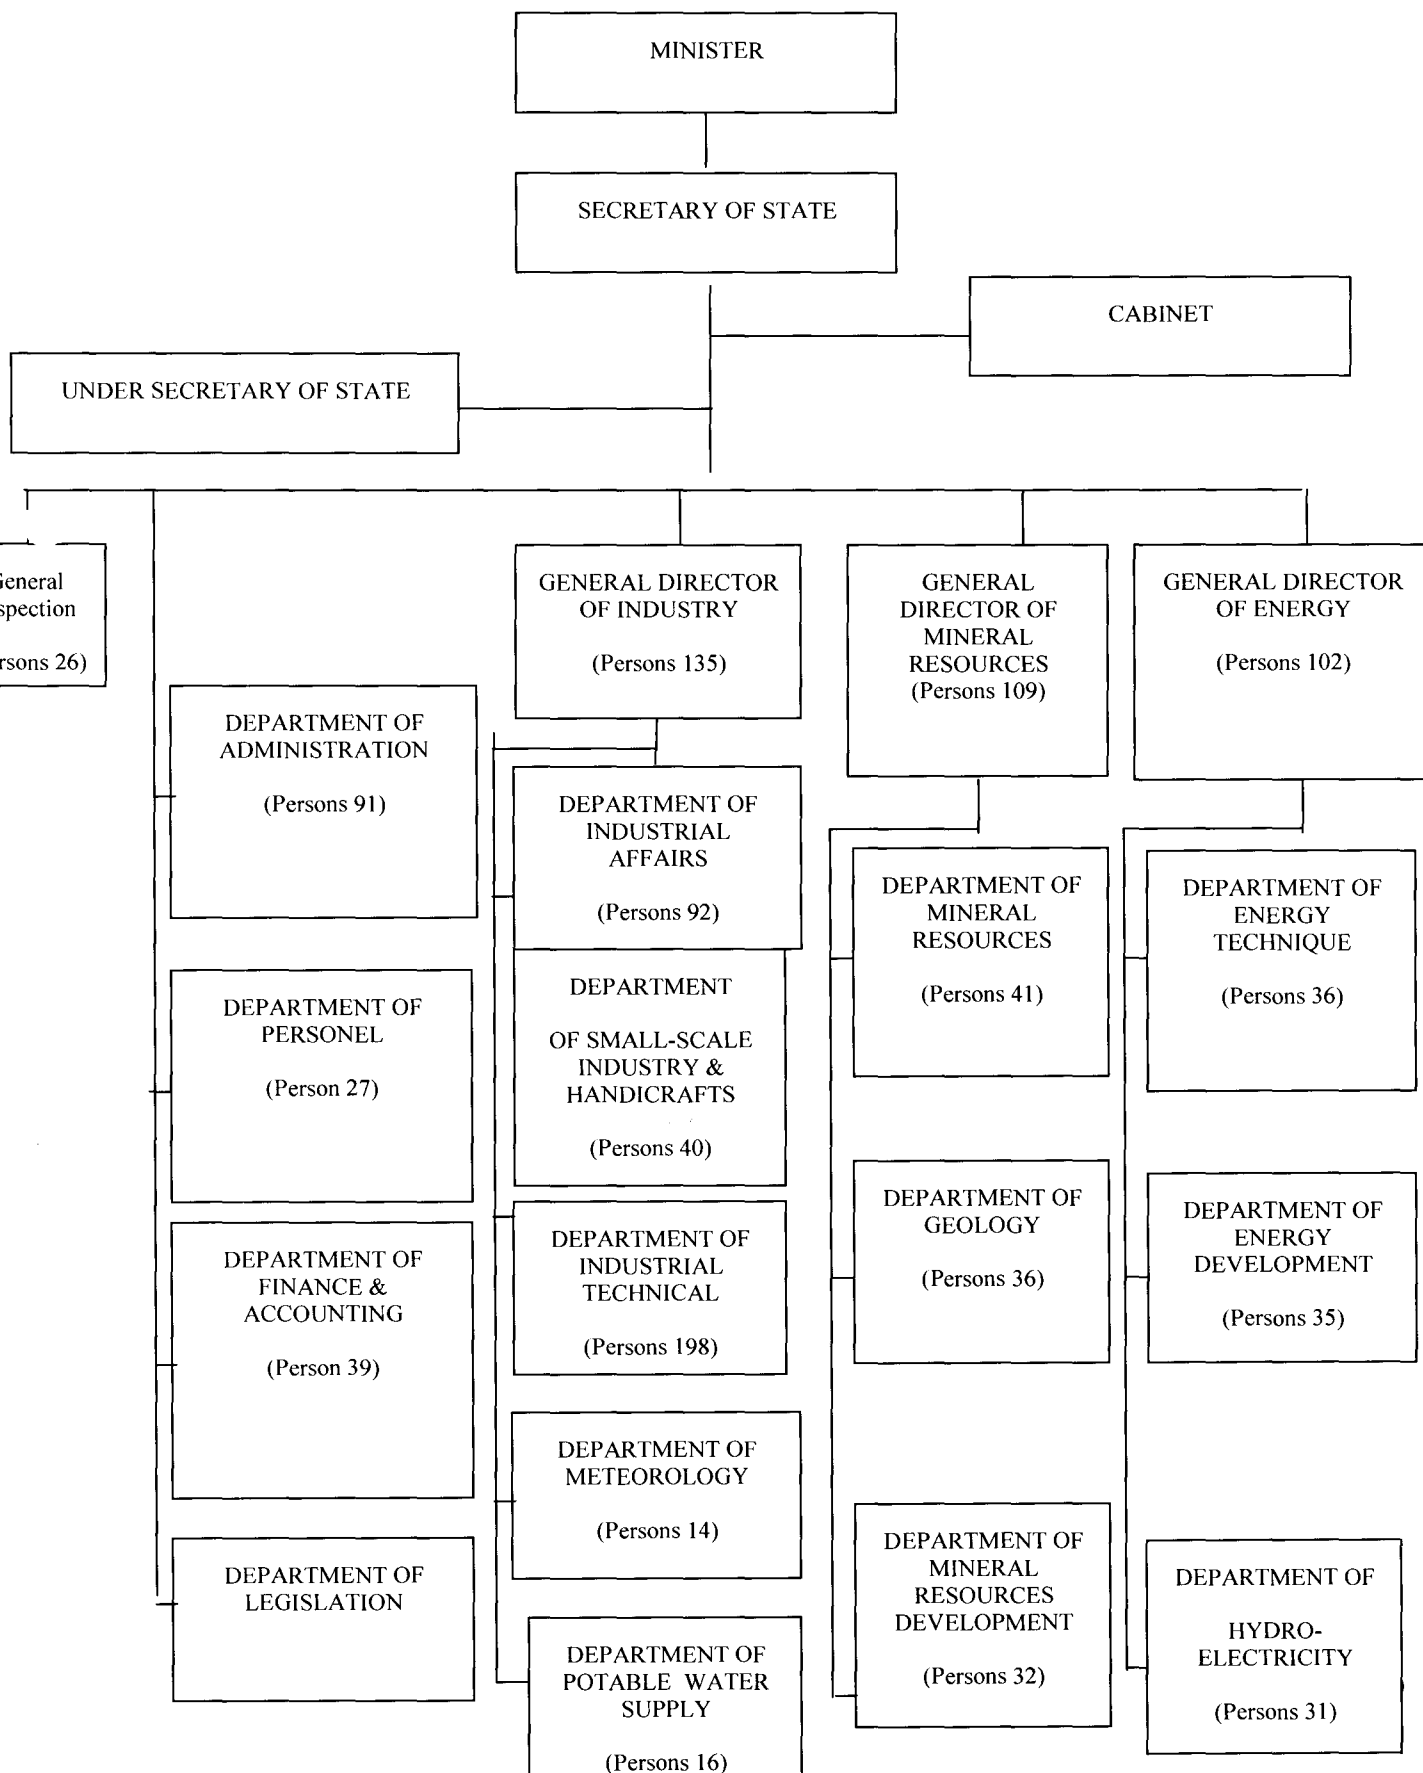 MINISTER
SECRETARY OF STATE
CABINET
UNDER SECRETARY OF STATE
General
spection
rsons 26)
GENERAL DIRECTOR
OF INDUSTRY
(Persons 135)
GENERAL
DIRECTOR OF
MINERAL
RESOURCES
(Persons 109)
GENERAL DIRECTOR
OF ENERGY
(Persons 102)
DEPARTMENT OF
ADMINISTRATION
(Persons 91)
DEPARTMENT OF
PERSONEL
(Person 27)
DEPARTMENT OF
FINANCE &
ACCOUNTING
(Person 39)
DEPARTMENT OF
LEGISLATION
DEPARTMENT OF
INDUSTRIAL
AFFAIRS
(Persons 92)
DEPARTMENT
OF SMALL-SCALE
INDUSTRY &
HANDICRAFTS
(Persons 40)
DEPARTMENT OF
INDUSTRIAL
TECHNICAL
(Persons 198)
DEPARTMENT OF
METEOROLOGY
(Persons 14)
DEPARTMENT OF
POTABLE WATER
SUPPLY
(Persons 16)
DEPARTMENT OF
MINERAL
RESOURCES
(Persons 41)
DEPARTMENT OF
GEOLOGY
(Persons 36)
DEPARTMENT OF
MINERAL
RESOURCES
DEVELOPMENT
(Persons 32)
DEPARTMENT OF
ENERGY
TECHNIQUE
(Persons 36)
DEPARTMENT OF
ENERGY
DEVELOPMENT
(Persons 35)
DEPARTMENT OF
HYDRO-
ELECTRICITY
(Persons 31)